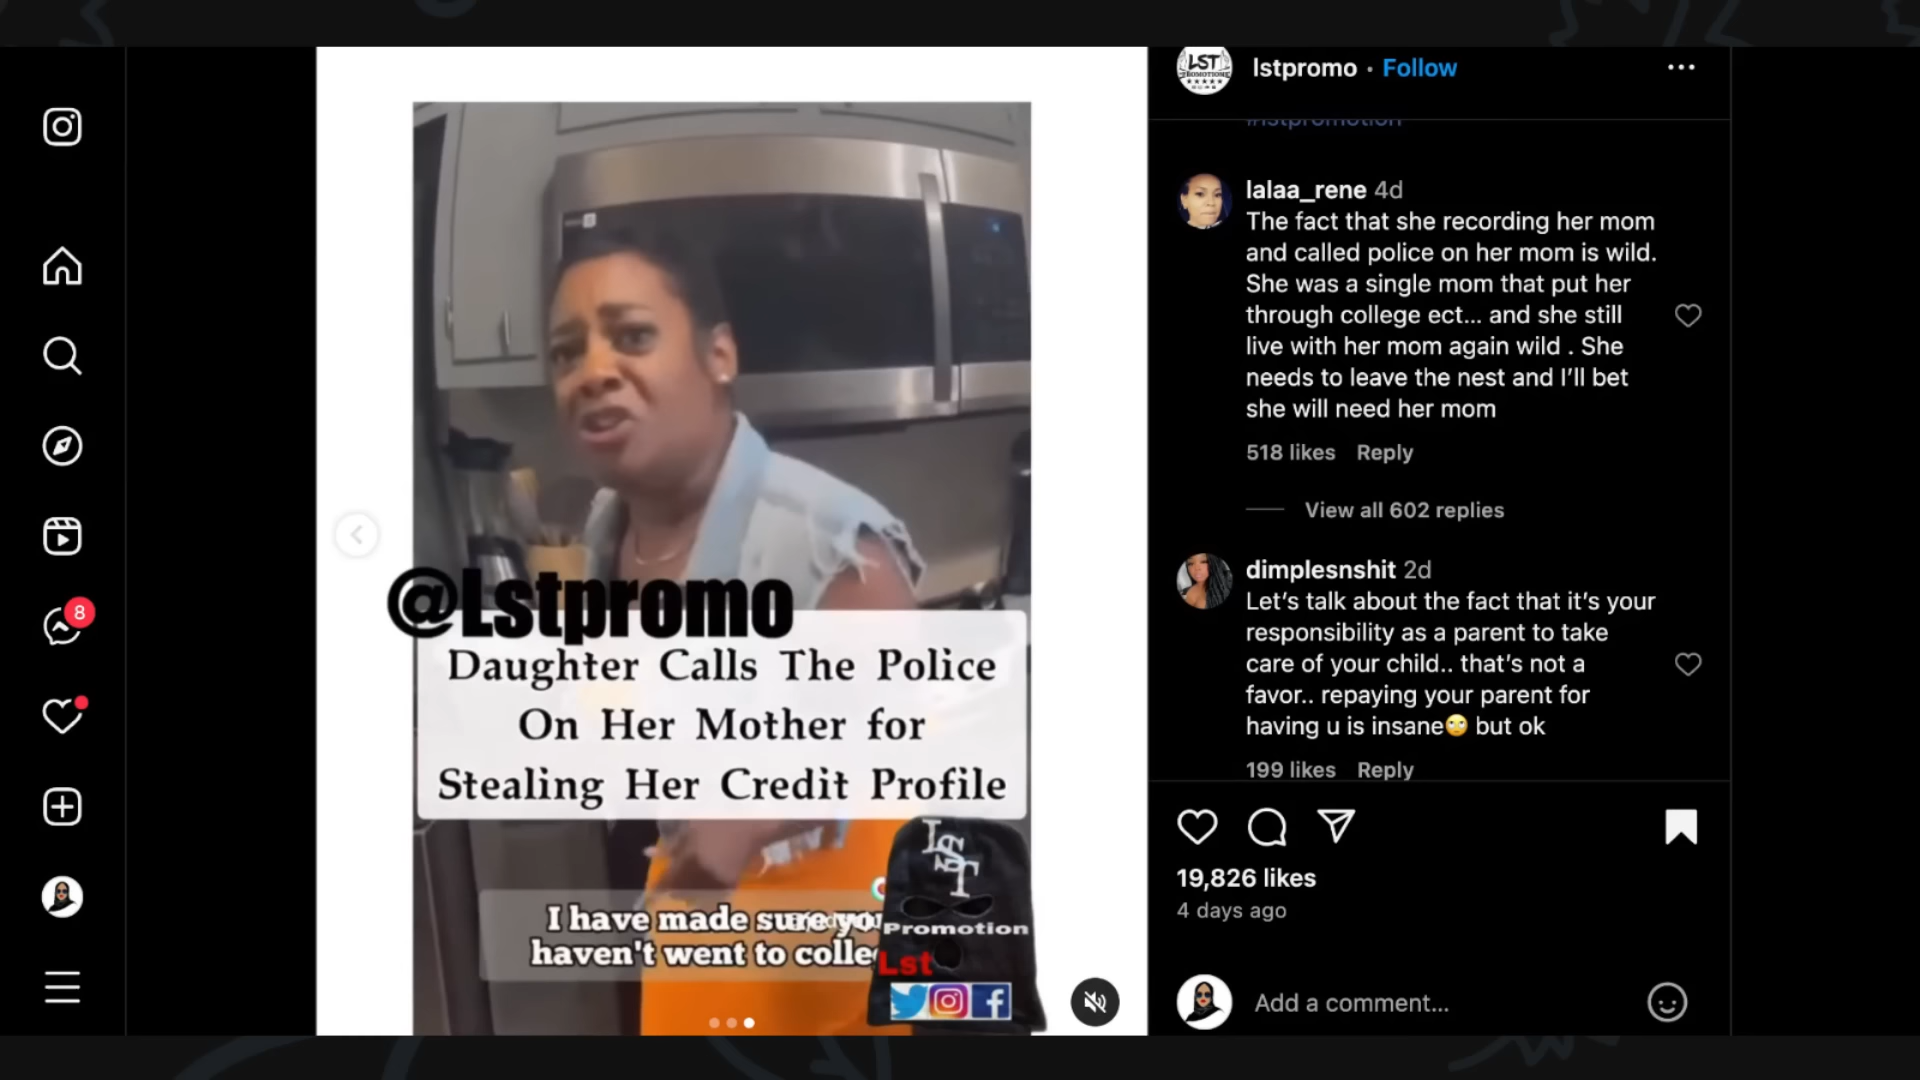 lstpromo • Follow
#lstpromotion
lalaa_rene 4d
The fact that she recording her mom
and called police on her mom is wild.
She was a single mom that put her
through college ect... and she still
live with her mom again wild . She
needs to leave the nest and I'll bet
she will need her mom
518 likes Reply
View all 602 replies
dimplesnshit 2d
Let's talk about the fact that it's your
responsibility as a parent to take
care of your child.. that's not a
favor.. repaying your parent for
having u is insane🙄 but ok
199 likes Reply
19,826 likes
4 days ago
Add a comment...
8
@Lstpromo
Daughter Calls The Police
On Her Mother for
Stealing Her Credit Profile
I have made sure you
haven't went to colle
LST
Promotion
Lst
LST
PROMOTIONS